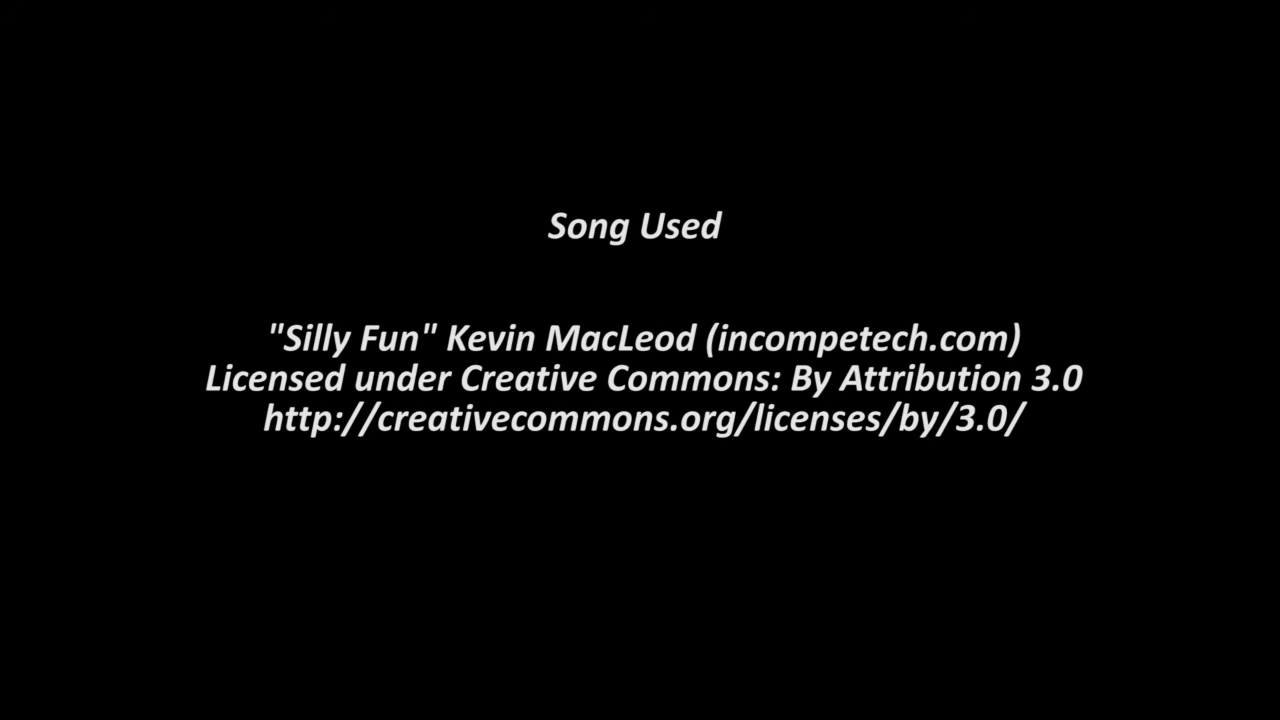 Song Used
"Silly Fun" Kevin MacLeod (incompetech.com)
Licensed under Creative Commons: By Attribution 3.0
http://creativecommons.org/licenses/by/3.0/